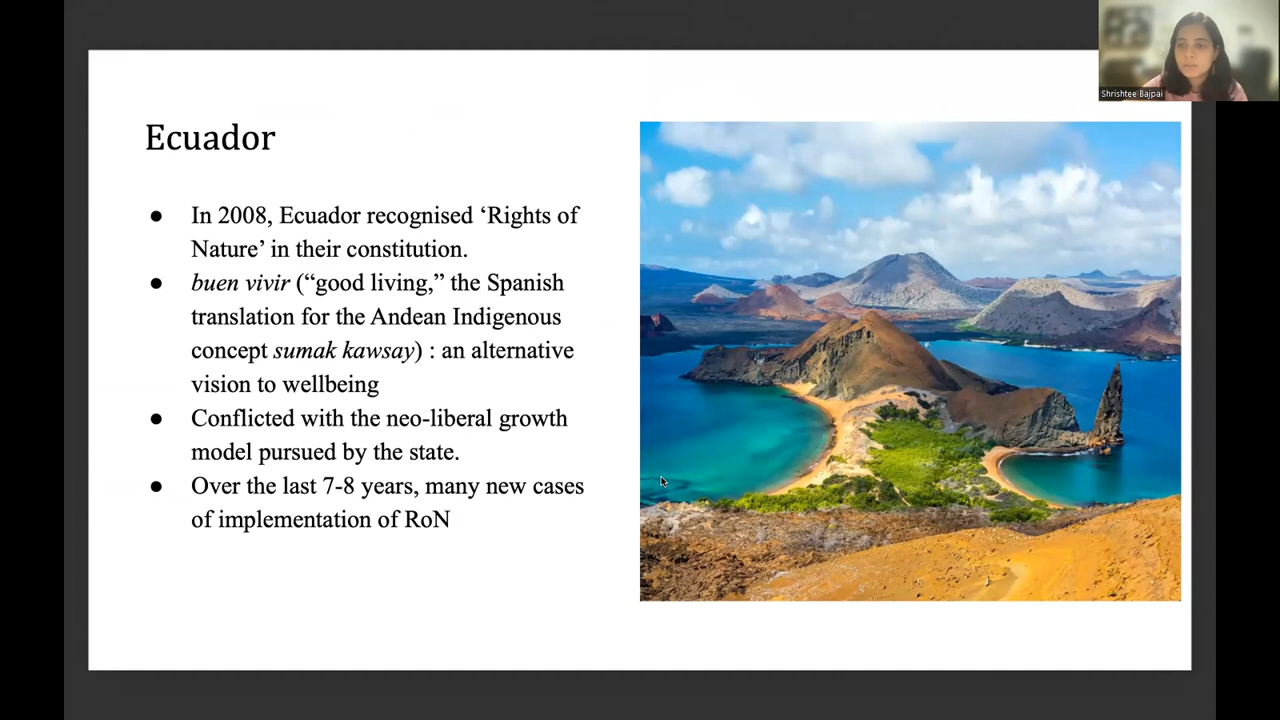 Shrishtee Bajpai
Ecuador
● In 2008, Ecuador recognised ‘Rights of
Nature’ in their constitution.
● buen vivir (“good living,” the Spanish
translation for the Andean Indigenous
concept sumak kawsay) : an alternative
vision to wellbeing
● Conflicted with the neo-liberal growth
model pursued by the state.
● Over the last 7-8 years, many new cases
of implementation of RoN